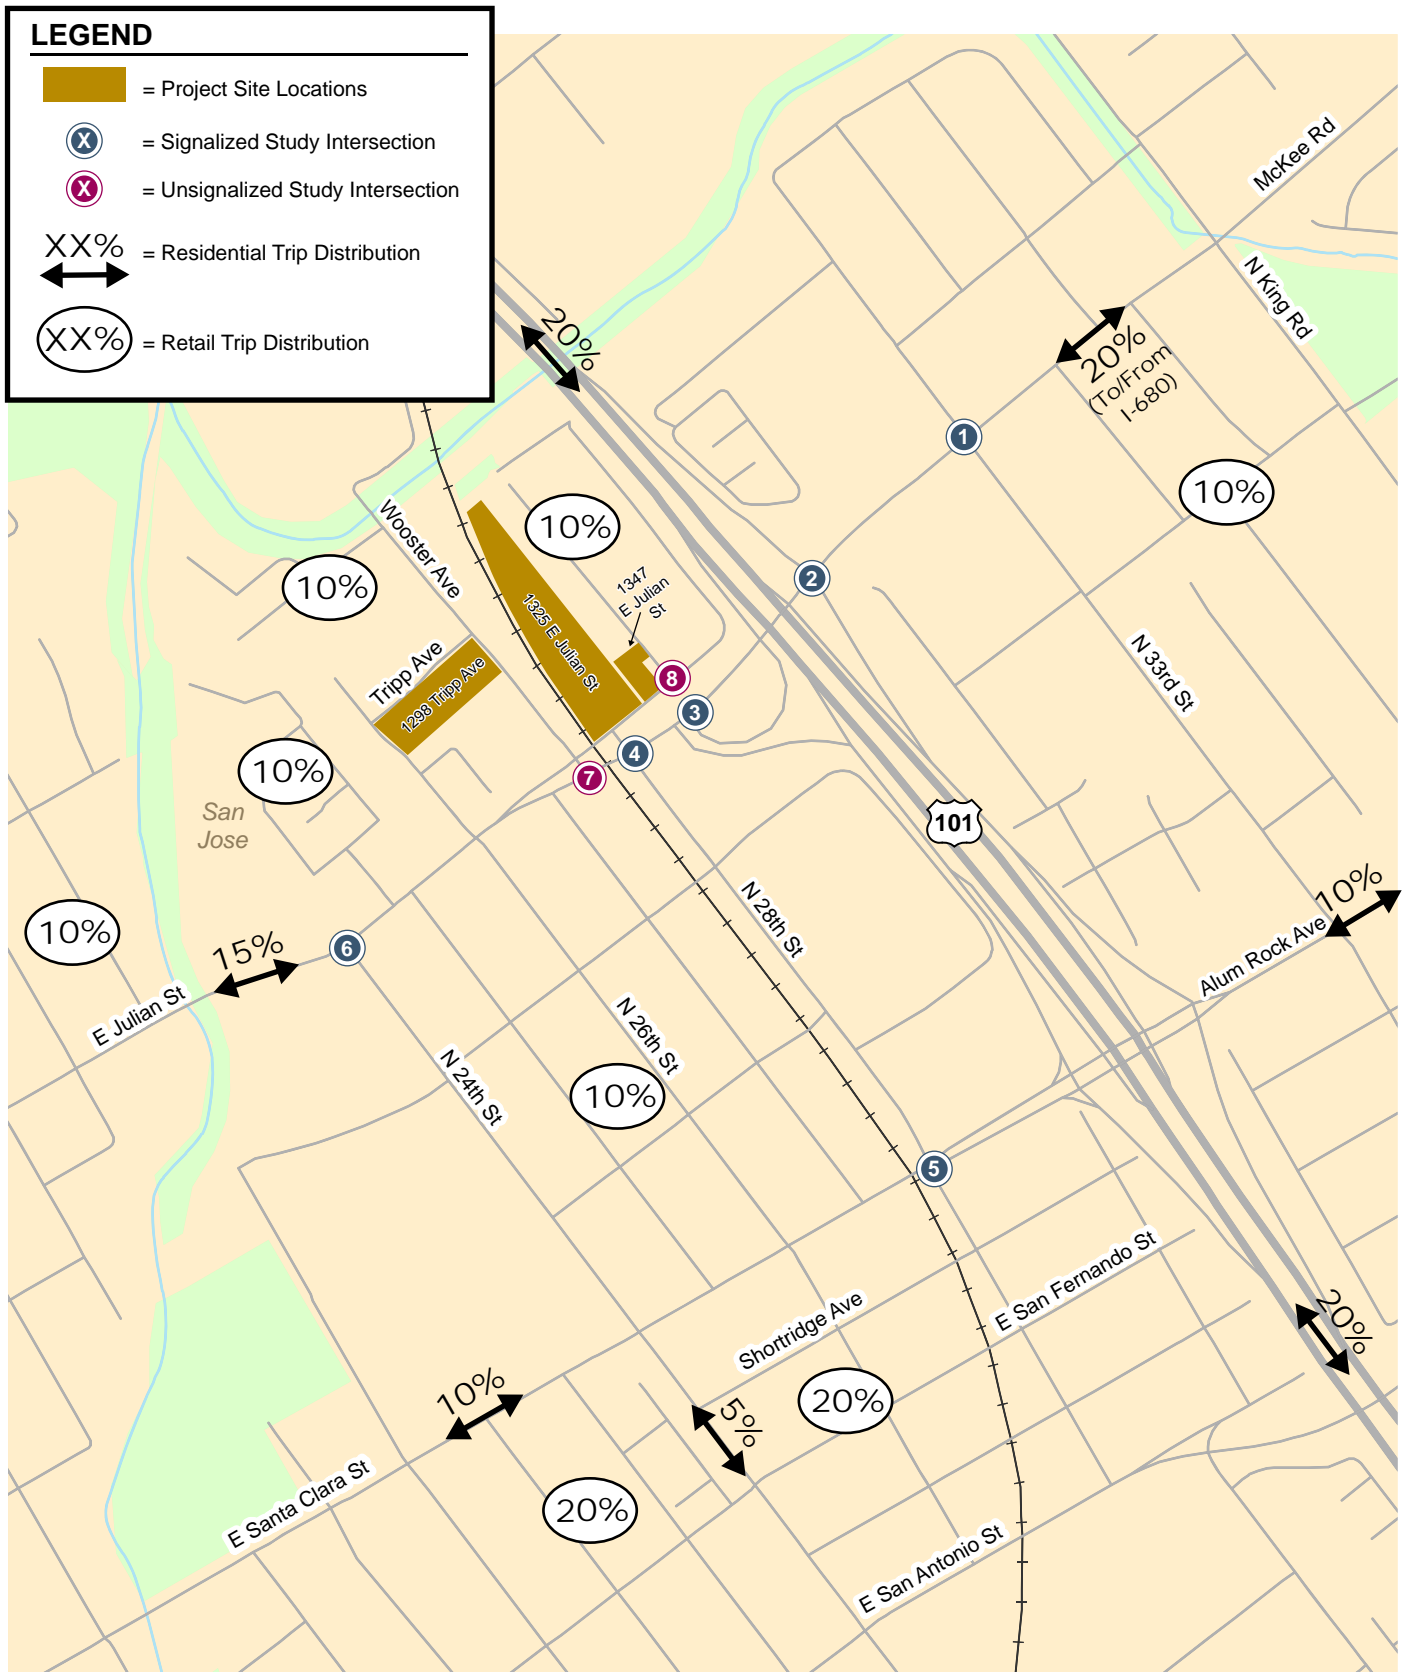 LEGEND
= Project Site Locations
X
= Signalized Study Intersection
X
= Unsignalized Study Intersection
XX%
= Residential Trip Distribution
XX%
= Retail Trip Distribution
McKee Rd
N King Rd
20%
20%
(To/From
I-680)
1
10%
Wooster Ave
10%
10%
2
1347
E Julian
St
1325 E Julian St
Tripp Ave
1298 Tripp Ave
8
3
4
7
N 33rd St
10%
San
Jose
101
10%
10%
15%
6
N 28th St
Alum Rock Ave
E Julian St
N 26th St
N 24th St
10%
5
E San Fernando St
Shortridge Ave
20%
10%
5%
20%
E Santa Clara St
20%
E San Antonio St